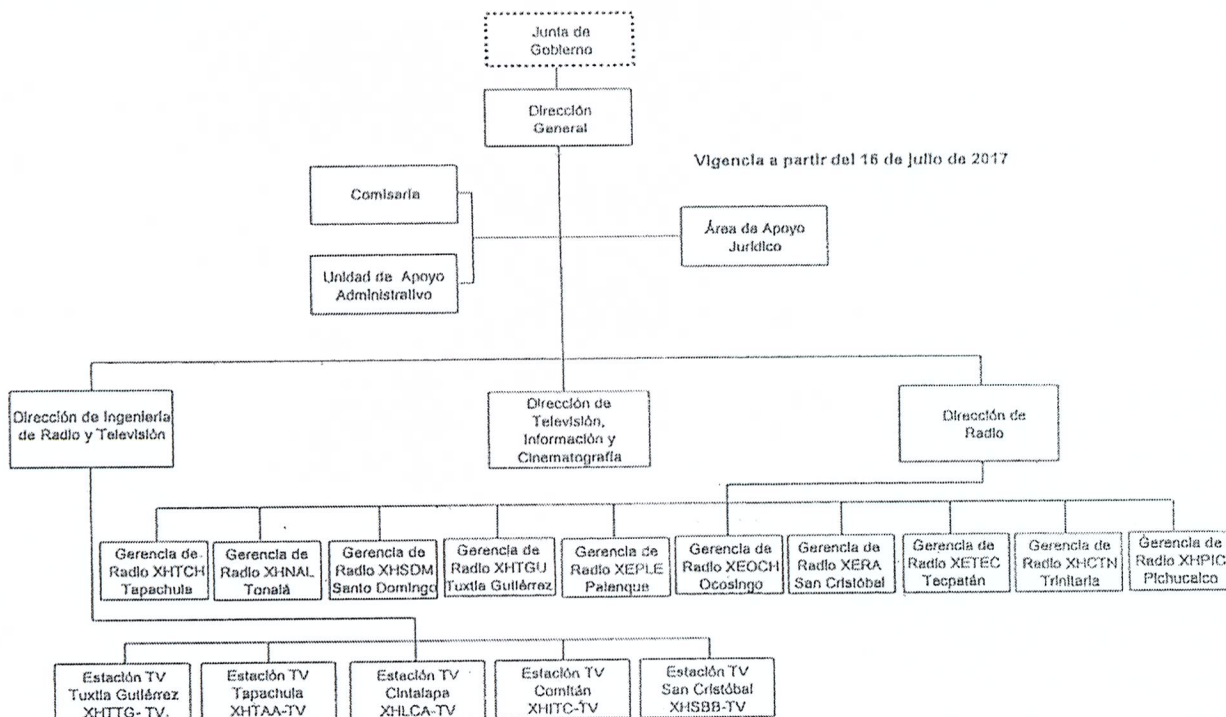 Junta de
Gobierno
Dirección
General
Vigencia a partir del 16 de julio de 2017
Comisaría
Área de Apoyo
Jurídico
Unidad de Apoyo
Administrativo
Dirección de Ingeniería
de Radio y Televisión
Dirección de
Televisión,
Información y
Cinematografía
Dirección de
Radio
Gerencia de
Radio XHTCH
Tapachula
Gerencia de
Radio XHNAL
Tonalá
Gerencia de
Radio XHSDM
Santo Domingo
Gerencia de
Radio XHTGU
Tuxtla Gutiérrez
Gerencia de
Radio XEPLE
Palenque
Gerencia de
Radio XEOCH
Ocosingo
Gerencia de
Radio XERA
San Cristóbal
Gerencia de
Radio XETEC
Tecpatán
Gerencia de
Radio XHCTN
Trinitaria
Gerencia de
Radio XHPIC
Pichucalco
Estación TV
Tuxtla Gutiérrez
XHTTG- TV.
Estación TV
Tapachula
XHTAA-TV
Estación TV
Cintalapa
XHLCA-TV
Estación TV
Comitán
XHITC-TV
Estación TV
San Cristóbal
XHSBB-TV